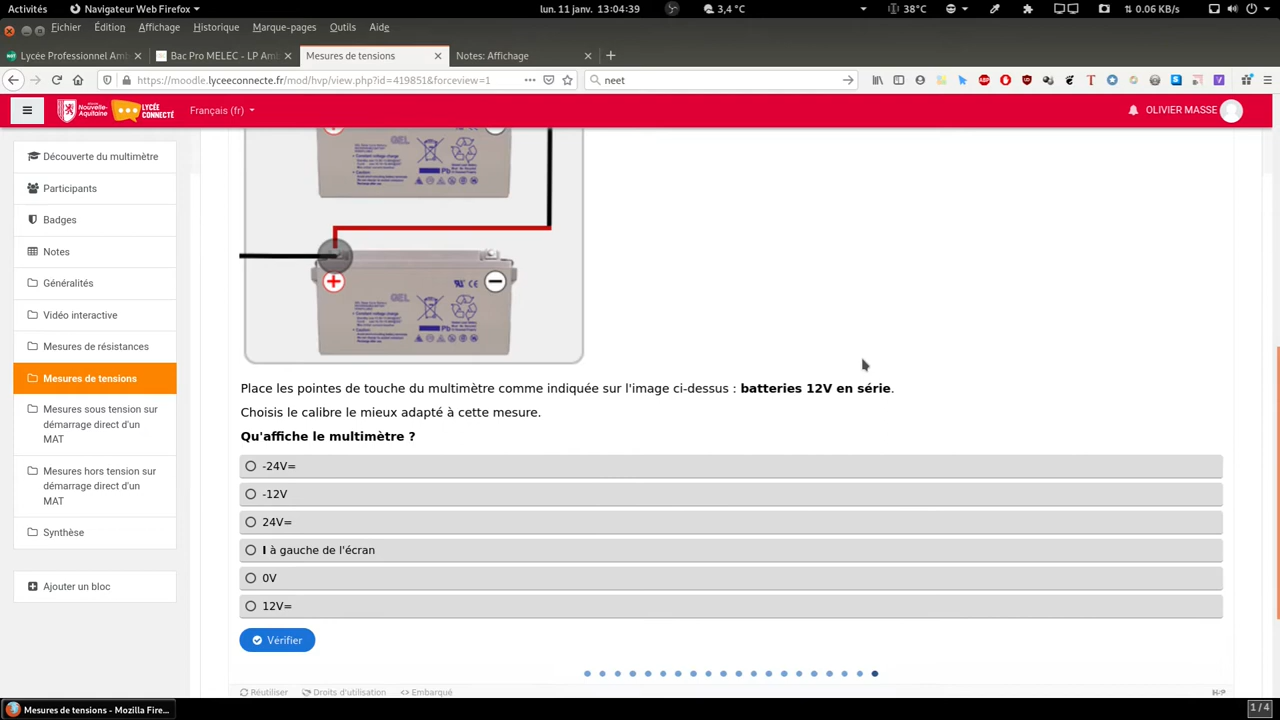 Activités
Navigateur Web Firefox
lun. 11 janv. 13:04:39
3,4 °C
38°C
0.06 KB/s
Fichier Édition Affichage Historique Marque-pages Outils Aide
Lycée Professionnel Am
Bac Pro MELEC - LP Am
Mesures de tensions
Notes: Affichage
https://moodle.lyceeconnecte.fr/mod/hvp/view.php?id=419851&forceview=1
neet
Nouvelle-Aquitaine
LYCÉE CONNECTÉ
Français (fr)
OLIVIER MASSE
Découverte du multimètre
Participants
Badges
Notes
Généralités
Vidéo interactive
Mesures de résistances
Mesures de tensions
Mesures sous tension sur
démarrage direct d'un
MAT
Mesures hors tension sur
démarrage direct d'un
MAT
Synthèse
Ajouter un bloc
GEL
Pb
GEL
Pb
Place les pointes de touche du multimètre comme indiquée sur l'image ci-dessus : batteries 12V en série.
Choisis le calibre le mieux adapté à cette mesure.
Qu'affiche le multimètre ?
-24V=
-12V
24V=
I à gauche de l'écran
0V
12V=
Vérifier
Réutiliser
Droits d'utilisation
<> Embarqué
H-P
Mesures de tensions - Mozilla Fire...
1 / 4